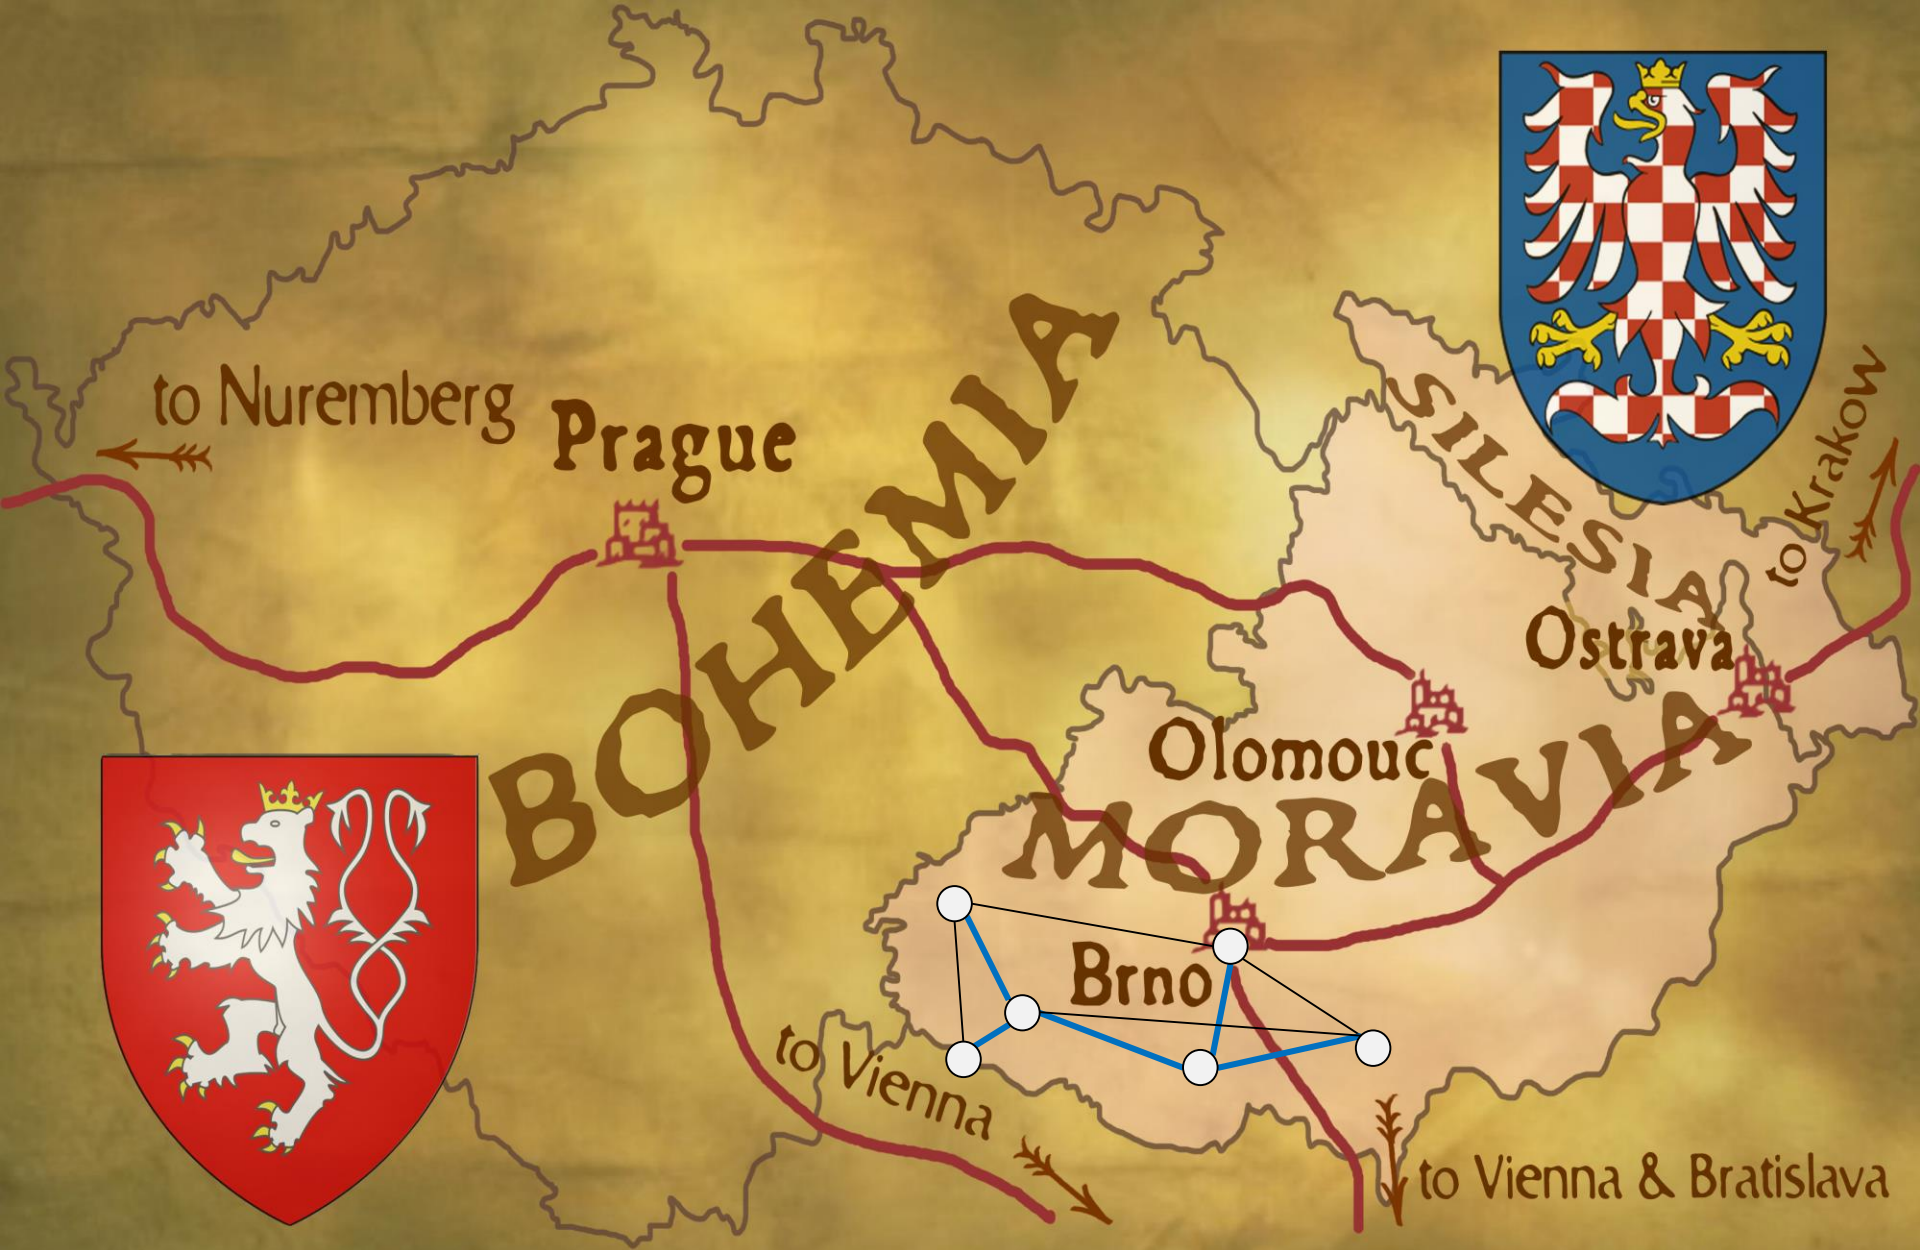 to Nuremberg
Prague
BOHEMIA
SILESIA
to Krakow
Ostrava
Olomouc
MORAVIA
Brno
to Vienna
to Vienna & Bratislava